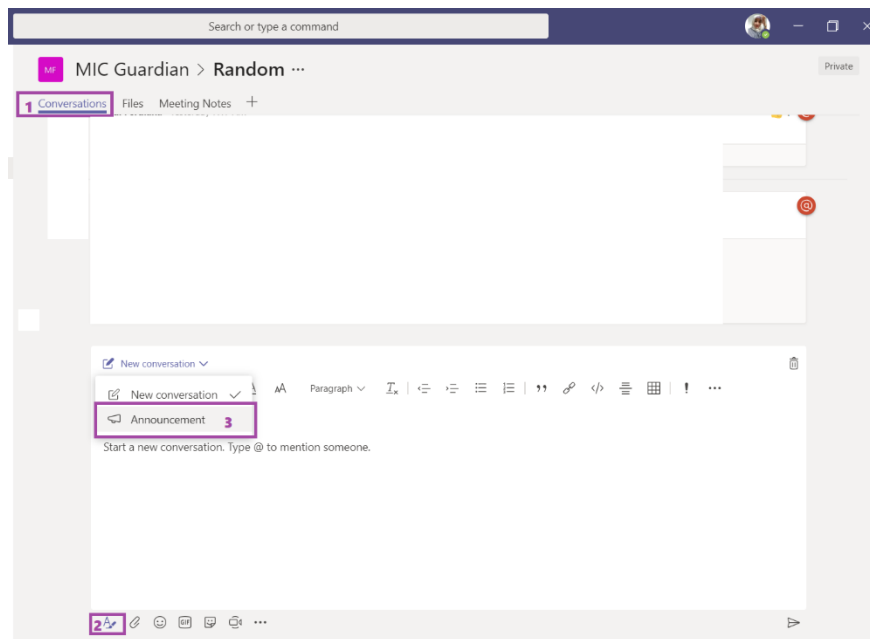 Search or type a command
MF MIC Guardian > Random ...
Private
1 Conversations Files Meeting Notes +
@
New conversation
New conversation
AA Paragraph
Announcement 3
Start a new conversation. Type @ to mention someone.
2
GIF